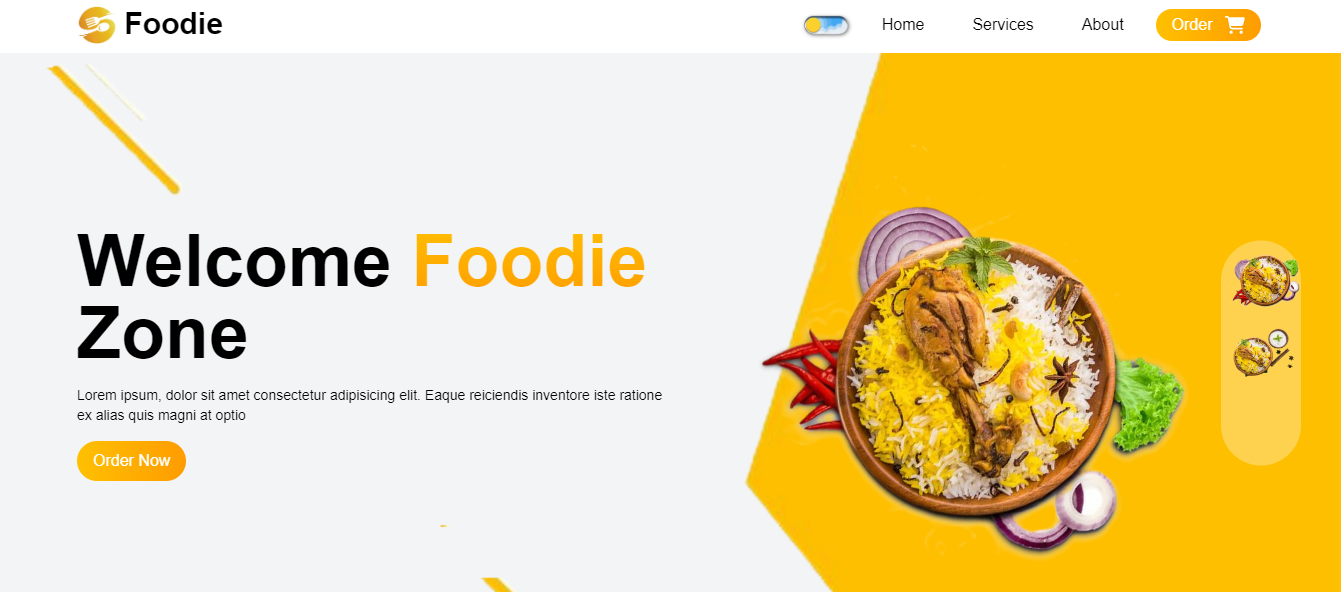 Foodie
Home
Services
About
Order
Welcome Foodie
Zone
Lorem ipsum, dolor sit amet consectetur adipisicing elit. Eaque reiciendis inventore iste ratione
ex alias quis magni at optio
Order Now